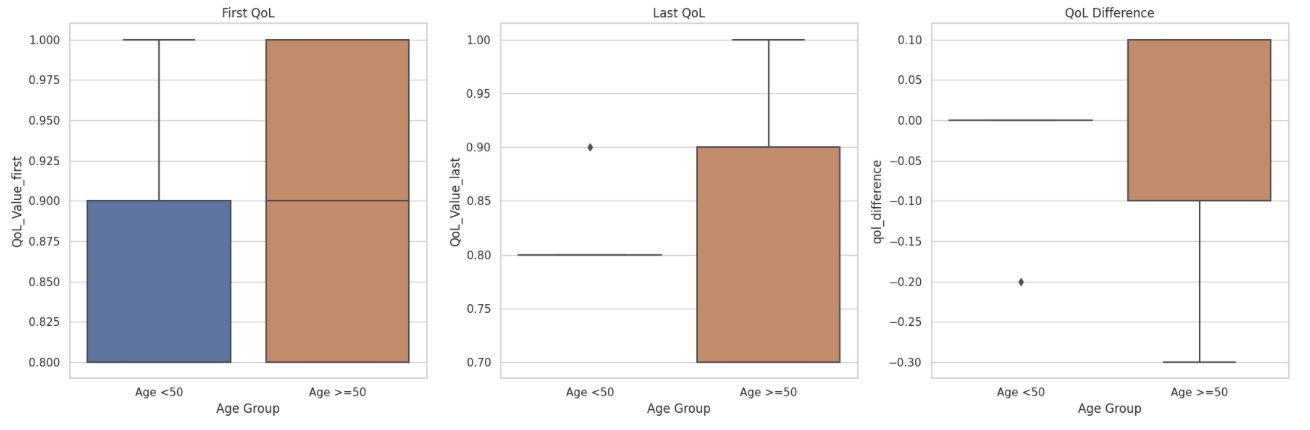 First QoL
1.000
0.975
0.950
0.925
0.900
0.875
0.850
0.825
0.800
QoL_Value_first
Age <50
Age >=50
Age Group
Last QoL
1.00
0.95
0.90
0.85
0.80
0.75
0.70
QoL_Value_last
Age <50
Age >=50
Age Group
QoL Difference
0.10
0.05
0.00
−0.05
−0.10
−0.15
−0.20
−0.25
−0.30
qol_difference
Age <50
Age >=50
Age Group